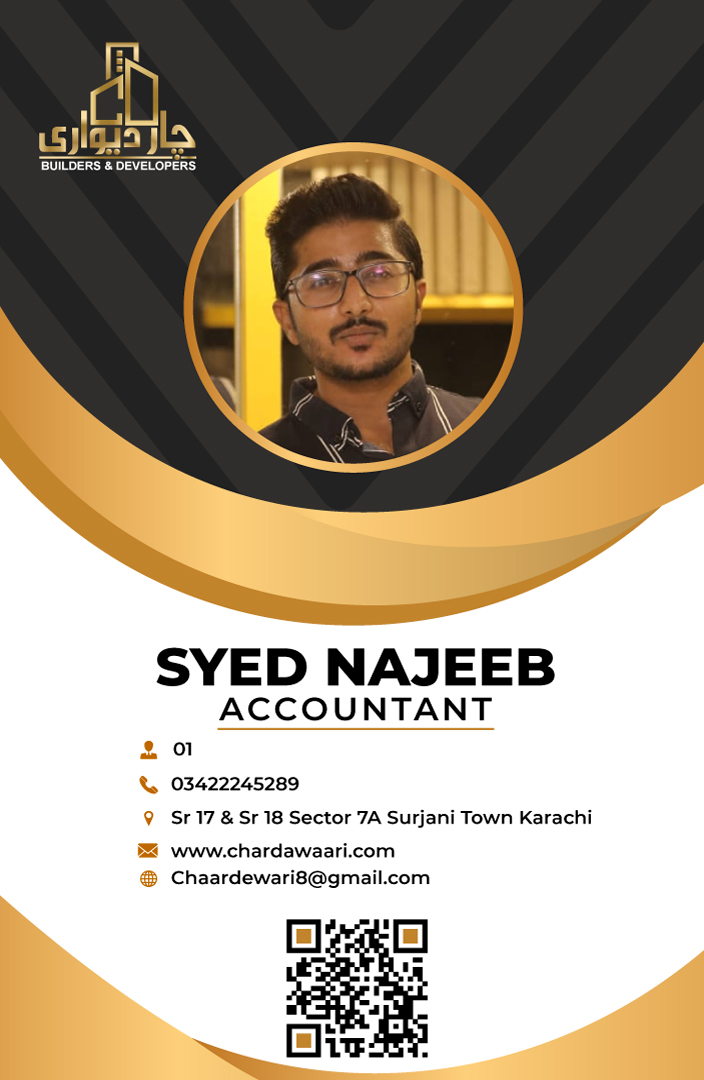 چار دیواری
BUILDERS & DEVELOPERS
SYED NAJEEB
ACCOUNTANT
01
03422245289
Sr 17 & Sr 18 Sector 7A Surjani Town Karachi
www.chardawaari.com
Chaardewari8@gmail.com